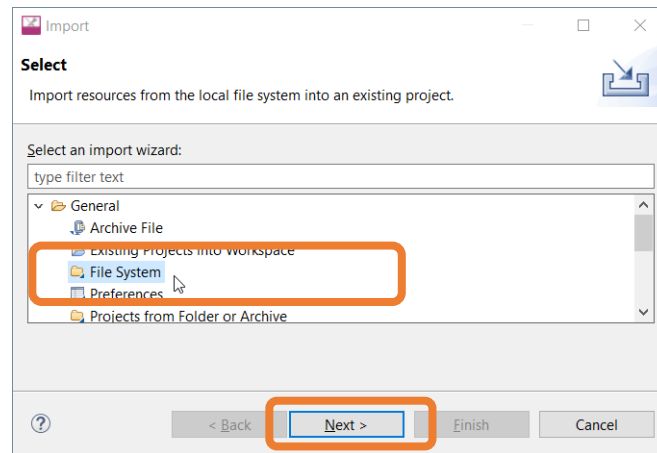 Import
Select
Import resources from the local file system into an existing project.
Select an import wizard:
type filter text
General
Archive File
Existing Projects into Workspace
File System
Preferences
Projects from Folder or Archive
? < Back Next > Finish Cancel